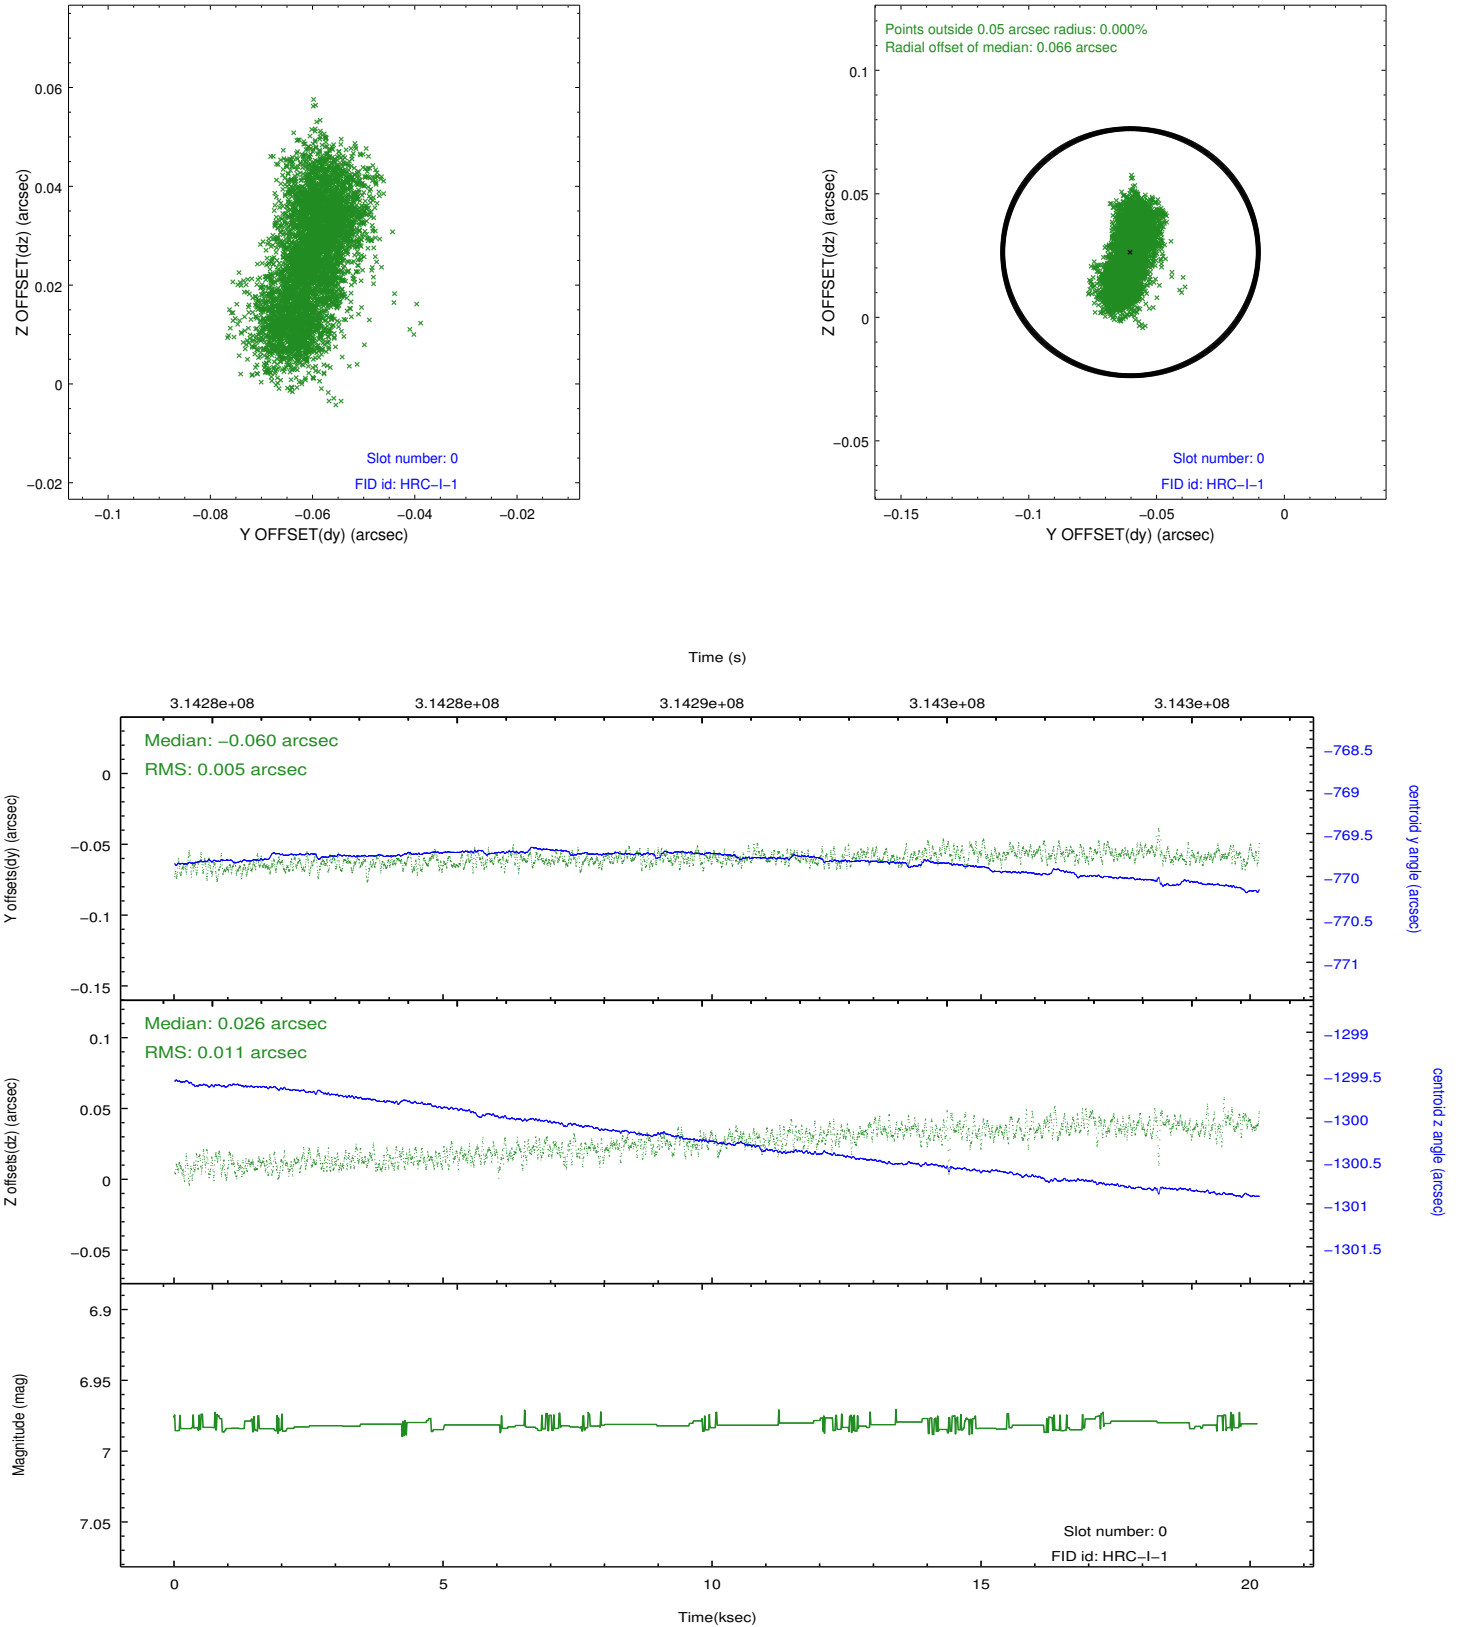 0.06
0.04
0.02
0
−0.02
Z OFFSET(dz) (arcsec)
Slot number: 0
FID id: HRC−I−1
−0.1 −0.08 −0.06 −0.04 −0.02
Y OFFSET(dy) (arcsec)
Points outside 0.05 arcsec radius: 0.000%
Radial offset of median: 0.066 arcsec
0.1
0.05
0
−0.05
Z OFFSET(dz) (arcsec)
Slot number: 0
FID id: HRC−I−1
−0.15 −0.1 −0.05 0
Y OFFSET(dy) (arcsec)
Time (s)
3.1428e+08 3.1428e+08 3.1429e+08 3.143e+08 3.143e+08
Median: −0.060 arcsec
RMS: 0.005 arcsec
0
−0.05
−0.1
−0.15
Y offsets(dy) (arcsec)
−768.5
−769
−769.5
−770
−770.5
−771
centroid y angle (arcsec)
Median: 0.026 arcsec
RMS: 0.011 arcsec
0.1
0.05
0
−0.05
Z offsets(dz) (arcsec)
−1299
−1299.5
−1300
−1300.5
−1301
−1301.5
centroid z angle (arcsec)
6.9
6.95
7
7.05
Magnitude (mag)
Slot number: 0
FID id: HRC−I−1
0 5 10 15 20
Time(ksec)